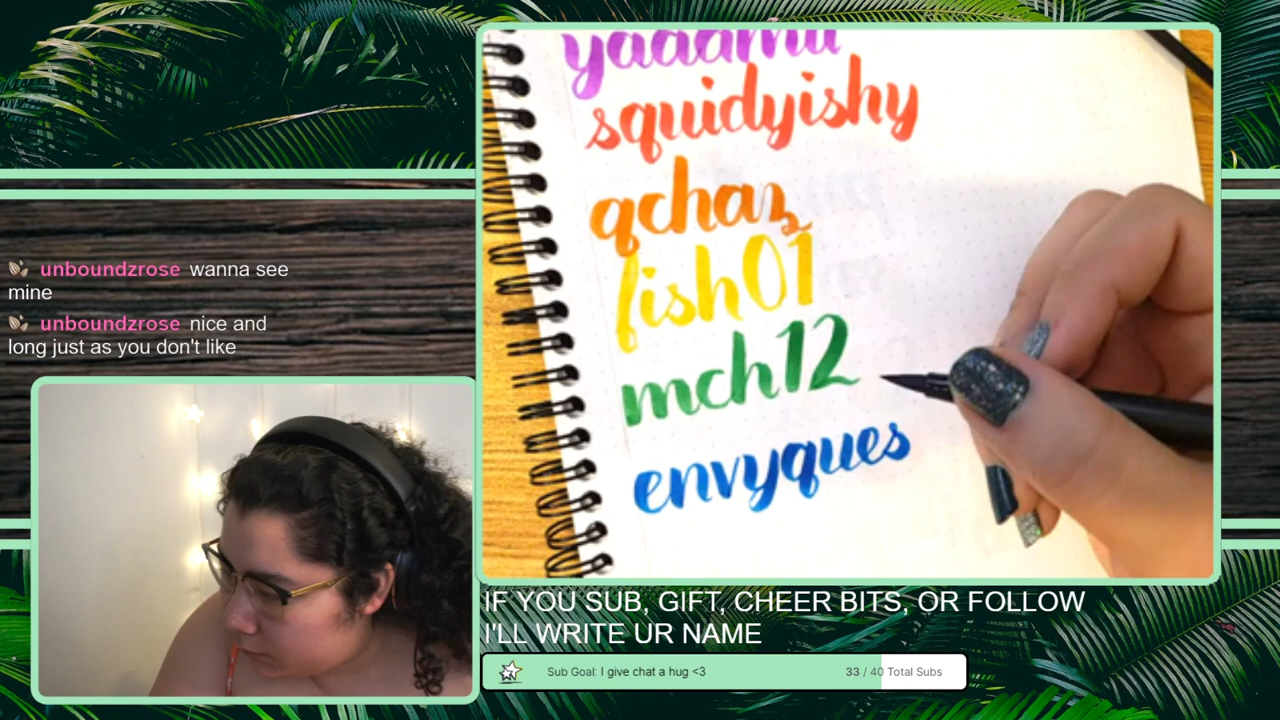 yaaamu
squidyishy
qchaz
lish01
mch12
envyques
unboundzrose wanna see
mine
unboundzrose nice and
long just as you don't like
IF YOU SUB, GIFT, CHEER BITS, OR FOLLOW
I'LL WRITE UR NAME
Sub Goal: I give chat a hug <3 33 / 40 Total Subs